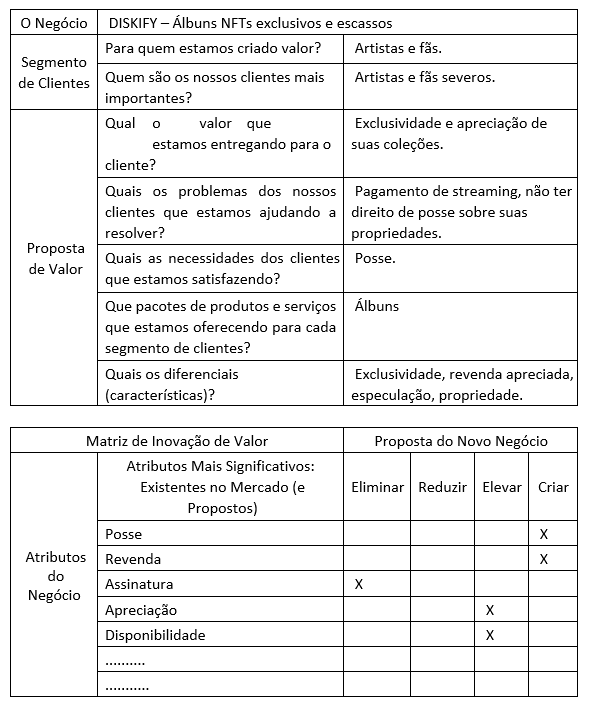 O Negócio DISKIFY – Álbuns NFTs exclusivos e escassos
Segmento de Clientes
Para quem estamos criado valor? Artistas e fãs.
Quem são os nossos clientes mais importantes? Artistas e fãs severos.
Proposta de Valor
Qual o valor que
estamos entregando para o
cliente?
Exclusividade e apreciação de
suas coleções.
Quais os problemas dos nossos
clientes que estamos ajudando a
resolver?
Pagamento de streaming, não ter
direito de posse sobre suas
propriedades.
Quais as necessidades dos clientes
que estamos satisfazendo?
Posse.
Que pacotes de produtos e serviços
que estamos oferecendo para cada
segmento de clientes?
Álbuns
Quais os diferenciais
(características)?
Exclusividade, revenda apreciada,
especulação, propriedade.
Matriz de Inovação de Valor Proposta do Novo Negócio
Atributos do Negócio
Atributos Mais Significativos:
Existentes no Mercado (e
Propostos)
Eliminar Reduzir Elevar Criar
Posse X
Revenda X
Assinatura X
Apreciação X
Disponibilidade X
..........
...........